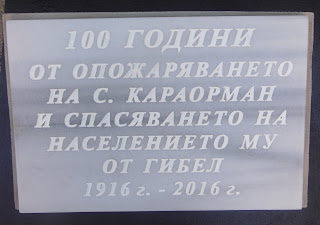 100 ГОДИНИ
ОТ ОПОЖАРЯВАНЕТО
НА С. КАРАОРМАН
И СПАСЯВАНЕТО НА
НАСЕЛЕНИЕТО МУ
ОТ ГИБЕЛ
1916 г. - 2016 г.